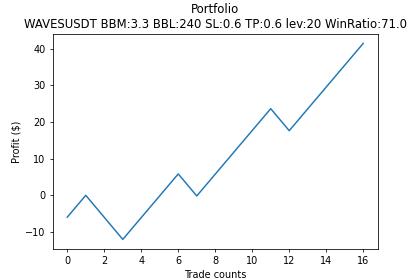 Portfolio
WAVESUSDT BBM:3.3 BBL:240 SL:0.6 TP:0.6 lev:20 WinRatio:71.0
40
30
20
10
0
−10
Profit ($)
0 2 4 6 8 10 12 14 16
Trade counts